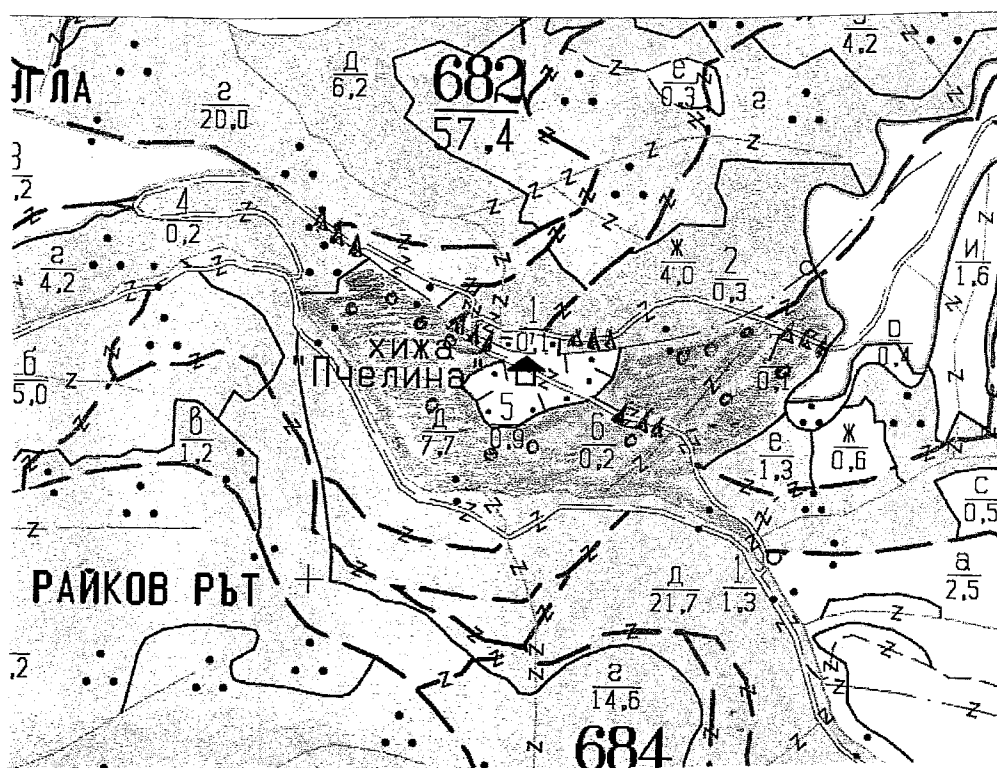 ГЛА
г
20,0
д
6,2
682
57,4
е
0,3
г
4,2
4
0,2
г
4,2
ж
4,0
2
0,3
и
1,6
1
0,1
хижа
"Пчелина"
5
0,9
0,1
о
0,4
б
5,0
в
1,2
д
7,7
6
0,2
е
1,3
ж
0,6
с
0,5
РАЙКОВ РЪТ
д
21,7
1
1,3
а
2,5
,2
г
14,6
684